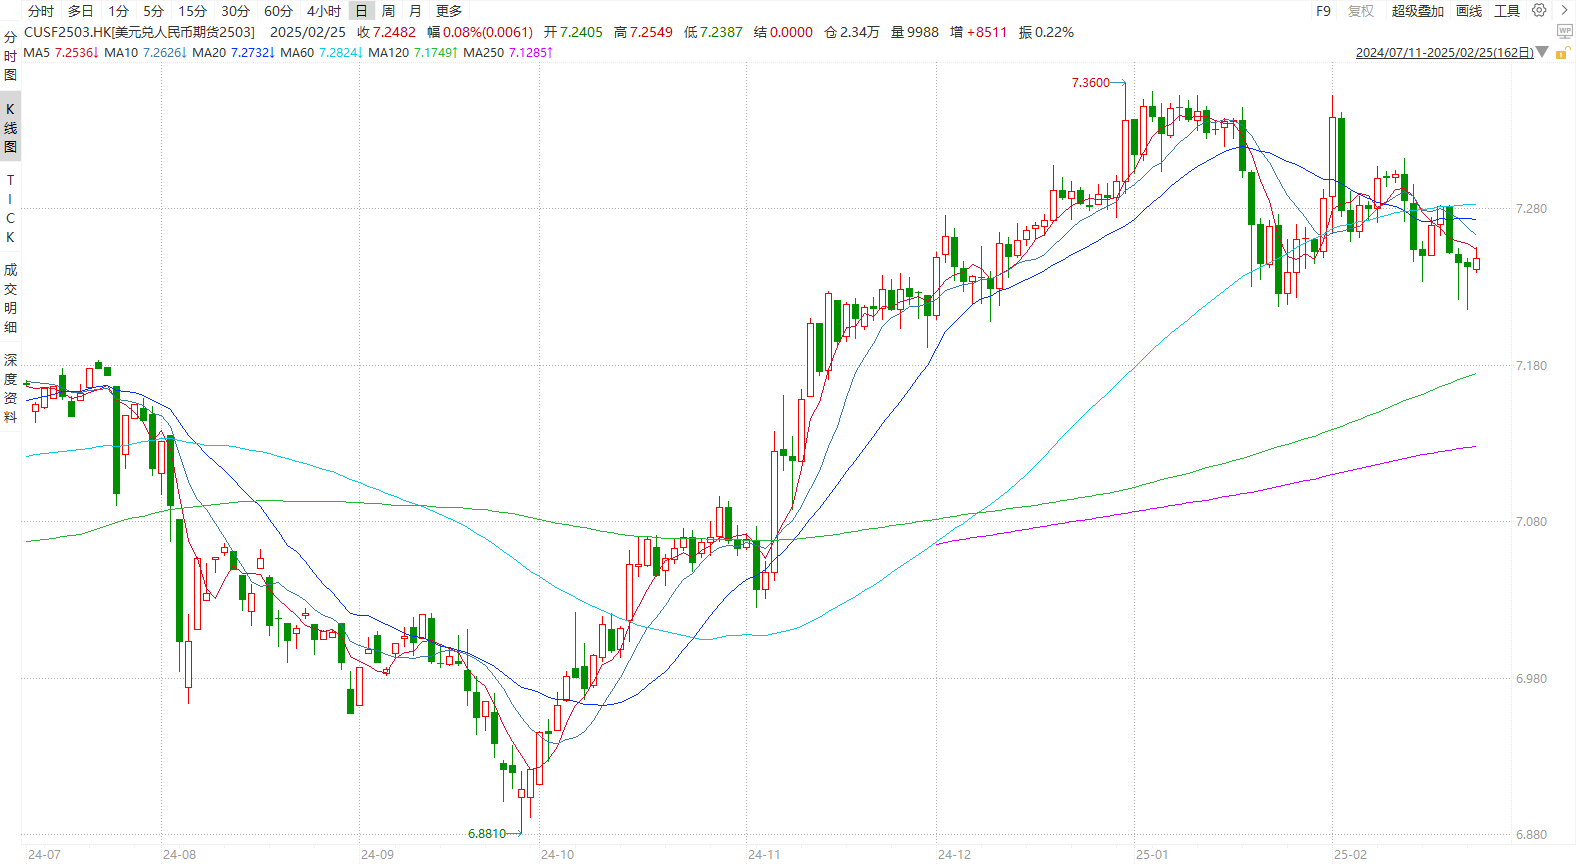 分时 多日 1分 5分 15分 30分 60分 4小时 日 周 月 更多 F9 复权 超级叠加 画线 工具
CUSF2503.HK[美元兑人民币期货2503] 2025/02/25 收 7.2482 幅 0.08%(0.0061) 开 7.2405 高 7.2549 低 7.2387 结 0.0000 仓 2.34万 量 9988 增 +8511 振 0.22%
WP
MA5 7.2536↓ MA10 7.2626↓ MA20 7.2732↓ MA60 7.2824↓ MA120 7.1749↑ MA250 7.1285↑
2024/07/11-2025/02/25(162日)
分时图
K线图
TICK
成交明细
深度资料
7.3600
7.280
7.180
7.080
6.980
6.8810
6.880
24-07 24-08 24-09 24-10 24-11 24-12 25-01 25-02